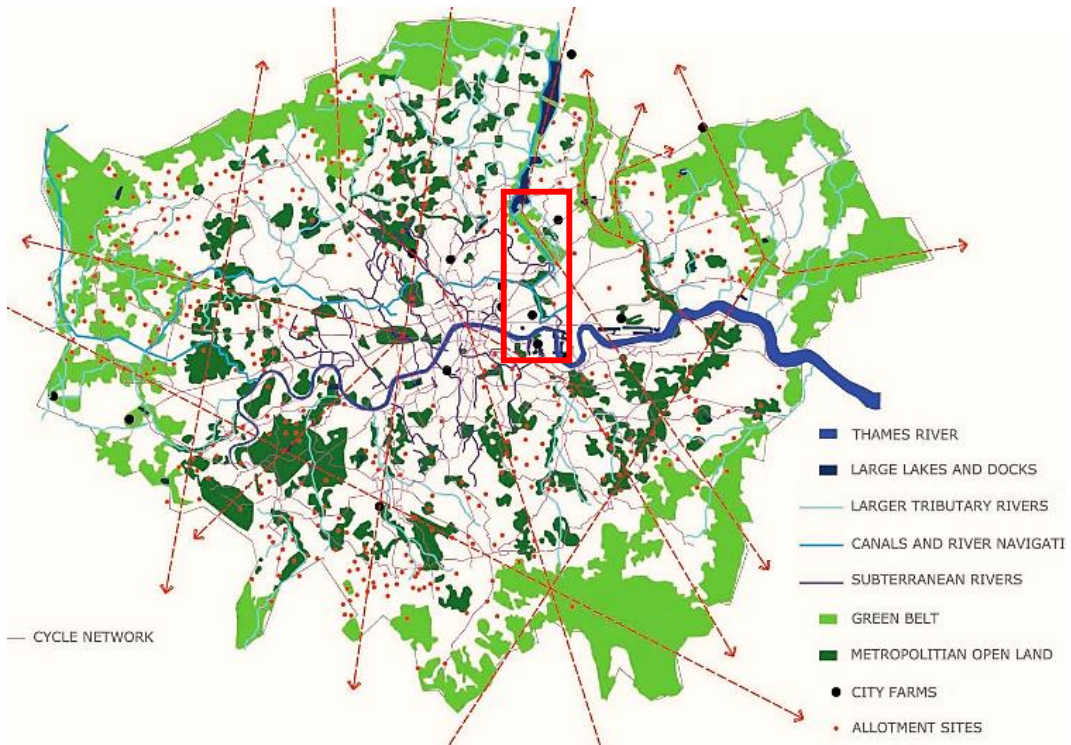 THAMES RIVER
LARGE LAKES AND DOCKS
LARGER TRIBUTARY RIVERS
CANALS AND RIVER NAVIGATI
SUBTERRANEAN RIVERS
GREEN BELT
CYCLE NETWORK
METROPOLITIAN OPEN LAND
CITY FARMS
ALLOTMENT SITES